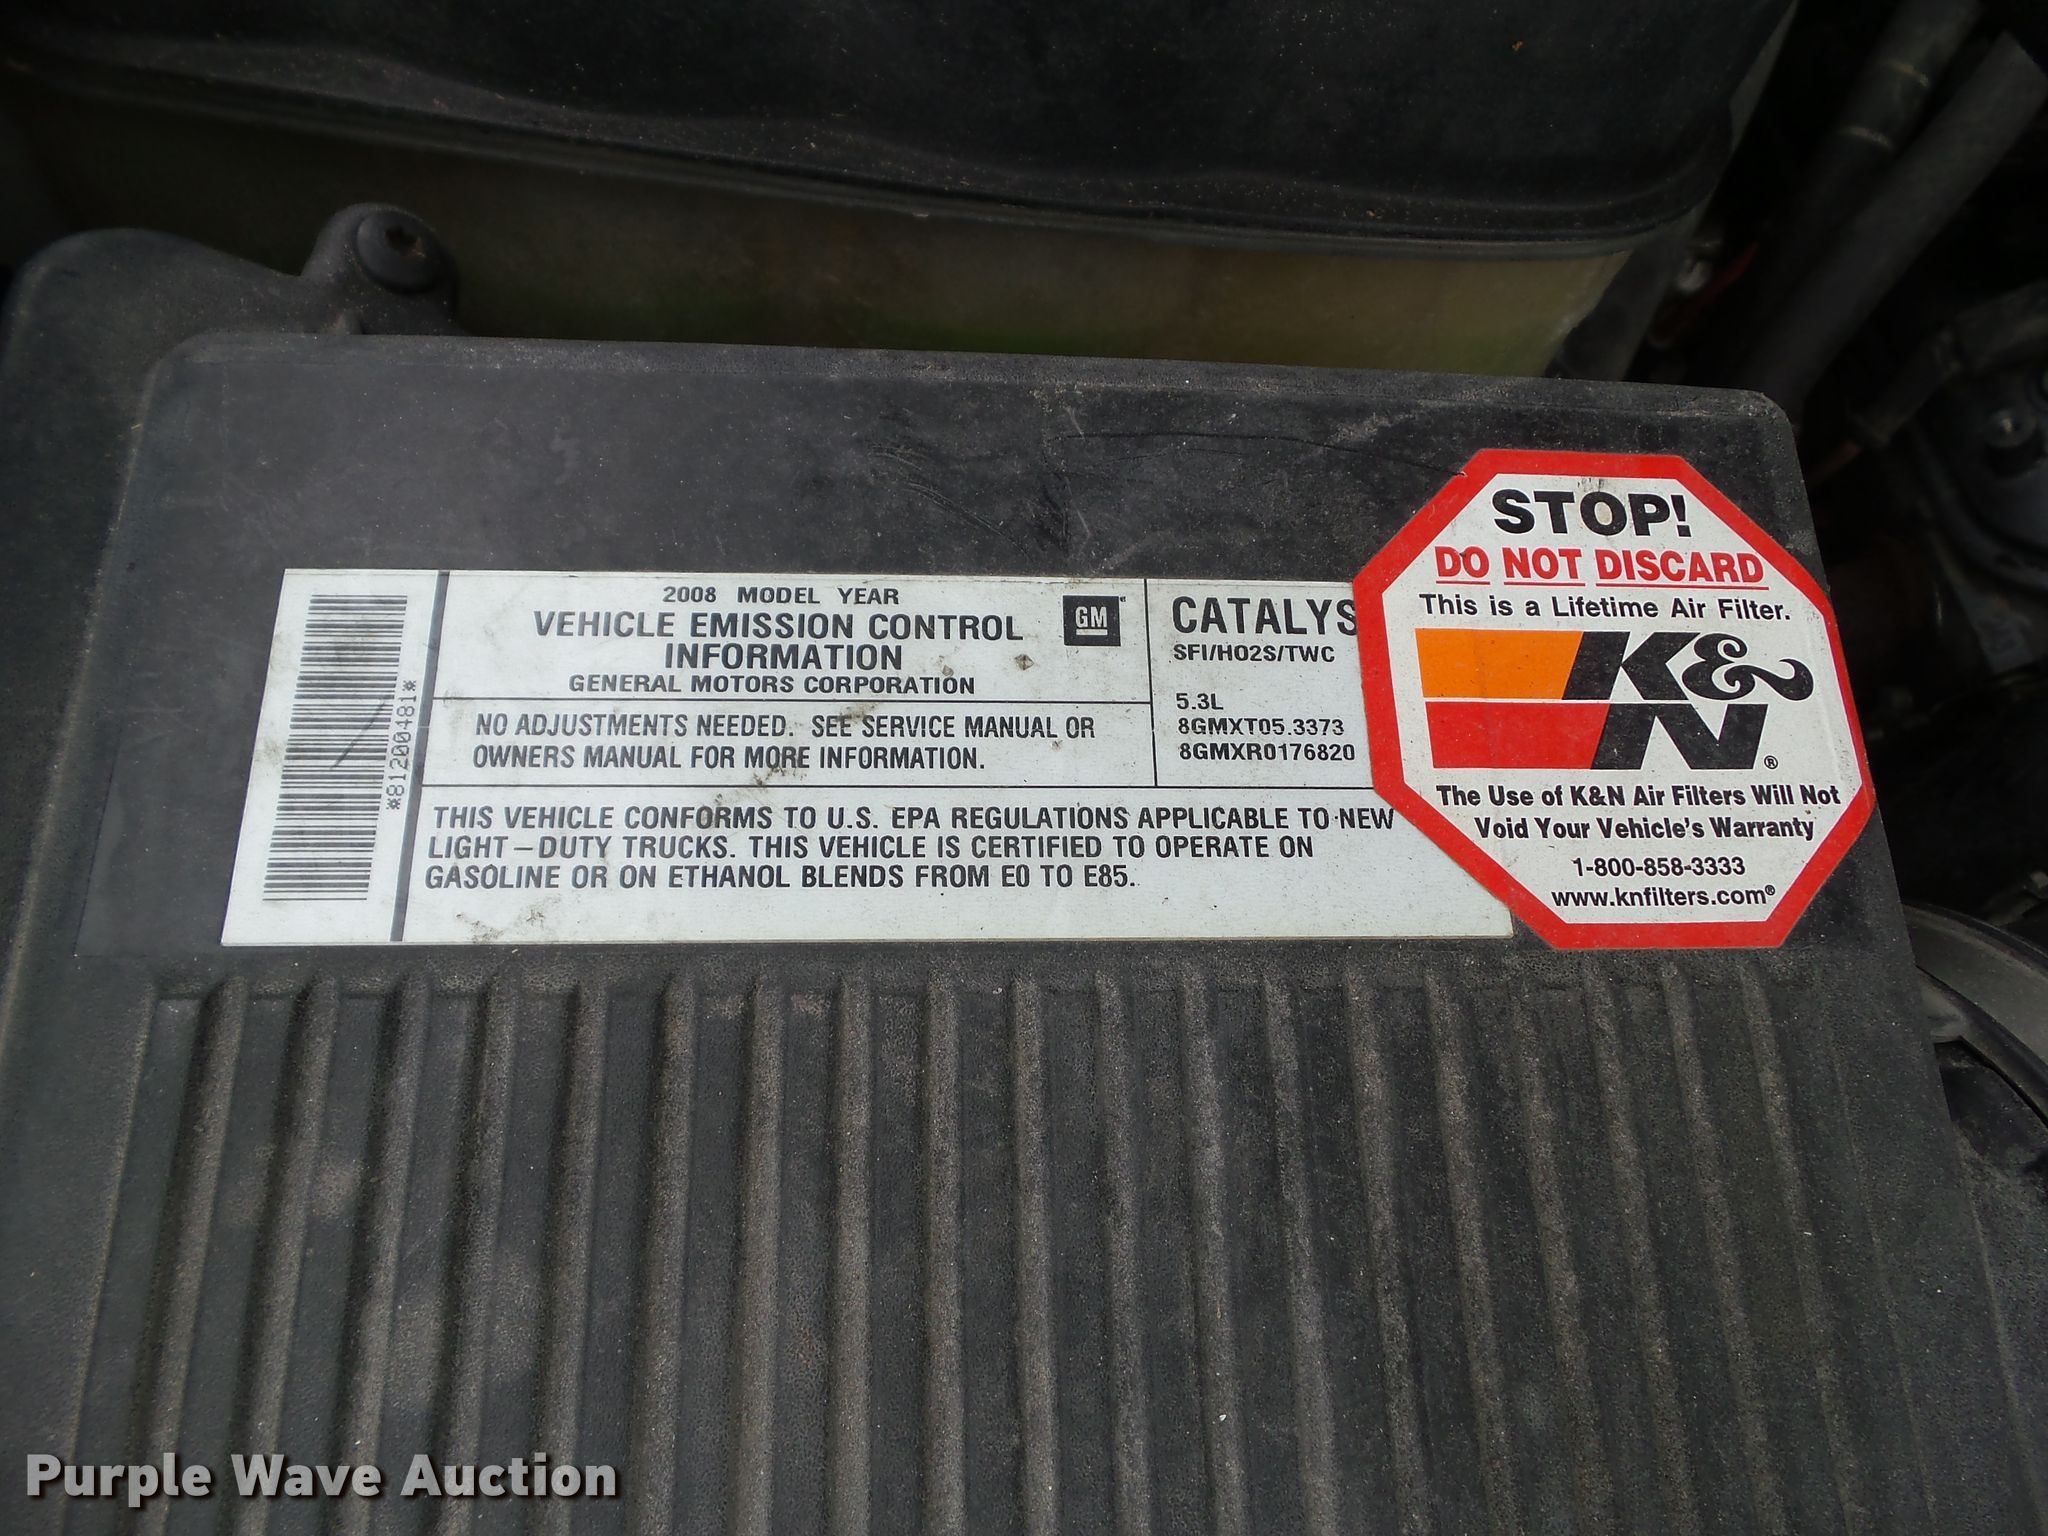 2008 MODEL YEAR
VEHICLE EMISSION CONTROL
INFORMATION
GENERAL MOTORS CORPORATION
GM
NO ADJUSTMENTS NEEDED. SEE SERVICE MANUAL OR
OWNERS MANUAL FOR MORE INFORMATION.
CATALYS
SFI/HO2S/TWC
5.3L
8GMXT05.3373
8GMXR0176820
THIS VEHICLE CONFORMS TO U.S. EPA REGULATIONS APPLICABLE TO NEW
LIGHT-DUTY TRUCKS. THIS VEHICLE IS CERTIFIED TO OPERATE ON
GASOLINE OR ON ETHANOL BLENDS FROM E0 TO E85.
*81200481*
STOP!
DO NOT DISCARD
This is a Lifetime Air Filter.
K&
N®
The Use of K&N Air Filters Will Not
Void Your Vehicle's Warranty
1-800-858-3333
www.knfilters.com®
Purple Wave Auction